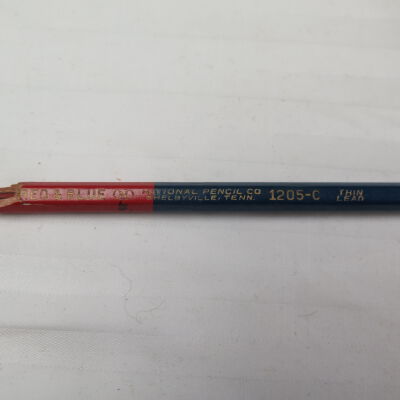 RED & BLUE
NATIONAL PENCIL CO
SHELBYVILLE, TENN.
1205-C
THIN
LEAD